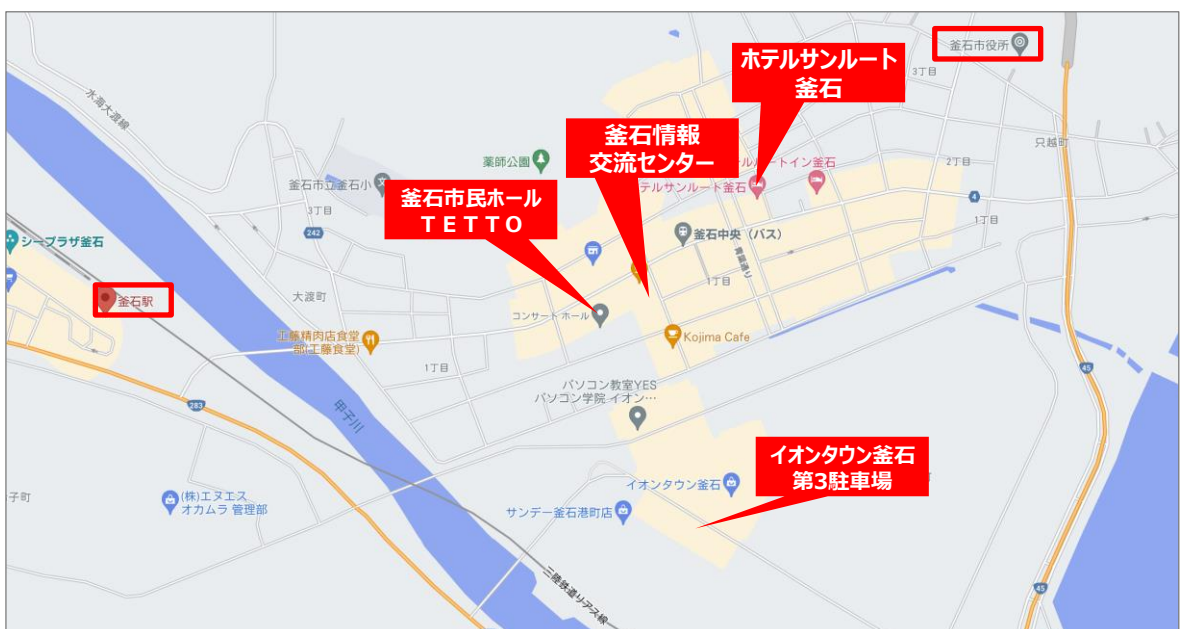 釜石市役所
ホテルサンルート
釜石
3丁目
水海大渡線
釜石情報
交流センター
只越町
薬師公園
ルートイン釜石
2丁目
釜石市立釜石小
テルサンルート釜石
釜石市民ホール
TETTO
4
3丁目
1丁目
242
釜石中央（バス）
シープラザ釜石
青葉通り
1丁目
大渡町
釜石駅
コンサート ホール
工藤精肉店食堂
部(工藤食堂)
Kojima Cafe
1丁目
45
パソコン教室YES
パソコン学院 イオン…
283
甲子川
イオンタウン釜石
第3駐車場
イオンタウン釜石
子町
(株)エヌエス
オカムラ 管理部
サンデー釜石港町店
三陸鉄道リアス線
45